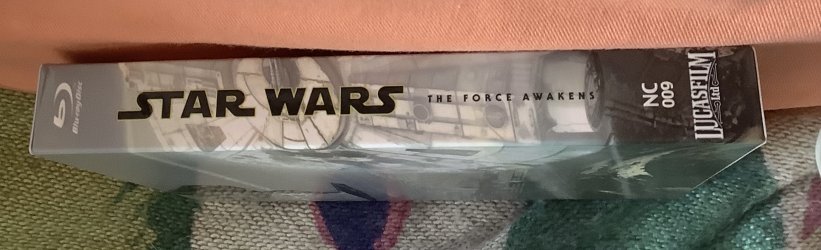 Blu-ray Disc
STAR WARS
THE FORCE AWAKENS
NC
009
LUCASFILM
Ltd